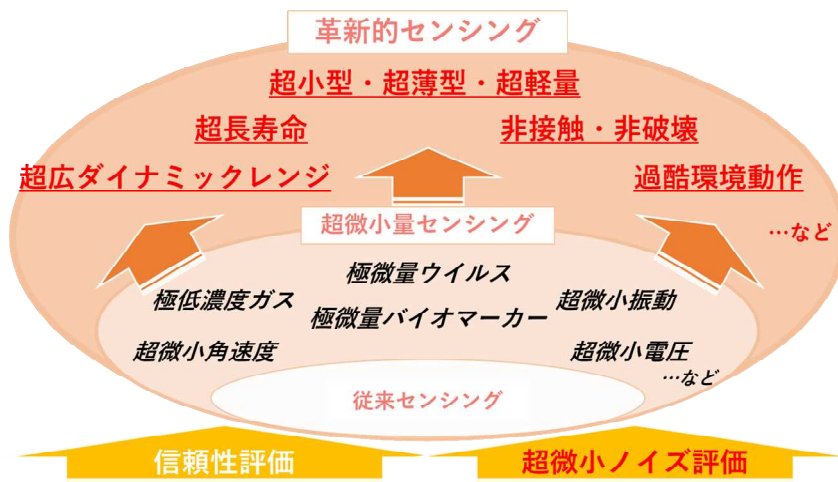 革新的センシング
超小型・超薄型・超軽量
超長寿命
非接触・非破壊
超広ダイナミックレンジ
過酷環境動作
…など
超微小量センシング
極微量ウイルス
極低濃度ガス
超微小振動
極微量バイオマーカー
超微小角速度
超微小電圧
…など
従来センシング
信頼性評価
超微小ノイズ評価